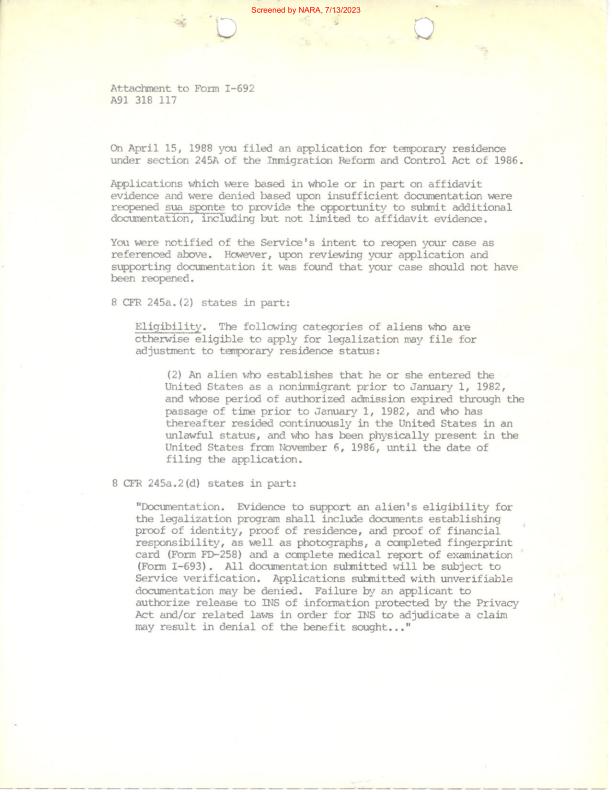 Screened by NARA, 7/13/2023
Attachment to Form I-692
A91 318 117
On April 15, 1988 you filed an application for temporary residence
under section 245A of the Immigration Reform and Control Act of 1986.
Applications which were based in whole or in part on affidavit
evidence and were denied based upon insufficient documentation were
reopened sua sponte to provide the opportunity to submit additional
documentation, including but not limited to affidavit evidence.
You were notified of the Service's intent to reopen your case as
referenced above. However, upon reviewing your application and
supporting documentation it was found that your case should not have
been reopened.
8 CFR 245a.(2) states in part:
Eligibility. The following categories of aliens who are
otherwise eligible to apply for legalization may file for
adjustment to temporary residence status:
(2) An alien who establishes that he or she entered the
United States as a nonimmigrant prior to January 1, 1982,
and whose period of authorized admission expired through the
passage of time prior to January 1, 1982, and who has
thereafter resided continuously in the United States in an
unlawful status, and who has been physically present in the
United States from November 6, 1986, until the date of
filing the application.
8 CFR 245a.2(d) states in part:
"Documentation. Evidence to support an alien's eligibility for
the legalization program shall include documents establishing
proof of identity, proof of residence, and proof of financial
responsibility, as well as photographs, a completed fingerprint
card (Form FD-258) and a complete medical report of examination
(Form I-693). All documentation submitted will be subject to
Service verification. Applications submitted with unverifiable
documentation may be denied. Failure by an applicant to
authorize release to INS of information protected by the Privacy
Act and/or related laws in order for INS to adjudicate a claim
may result in denial of the benefit sought..."